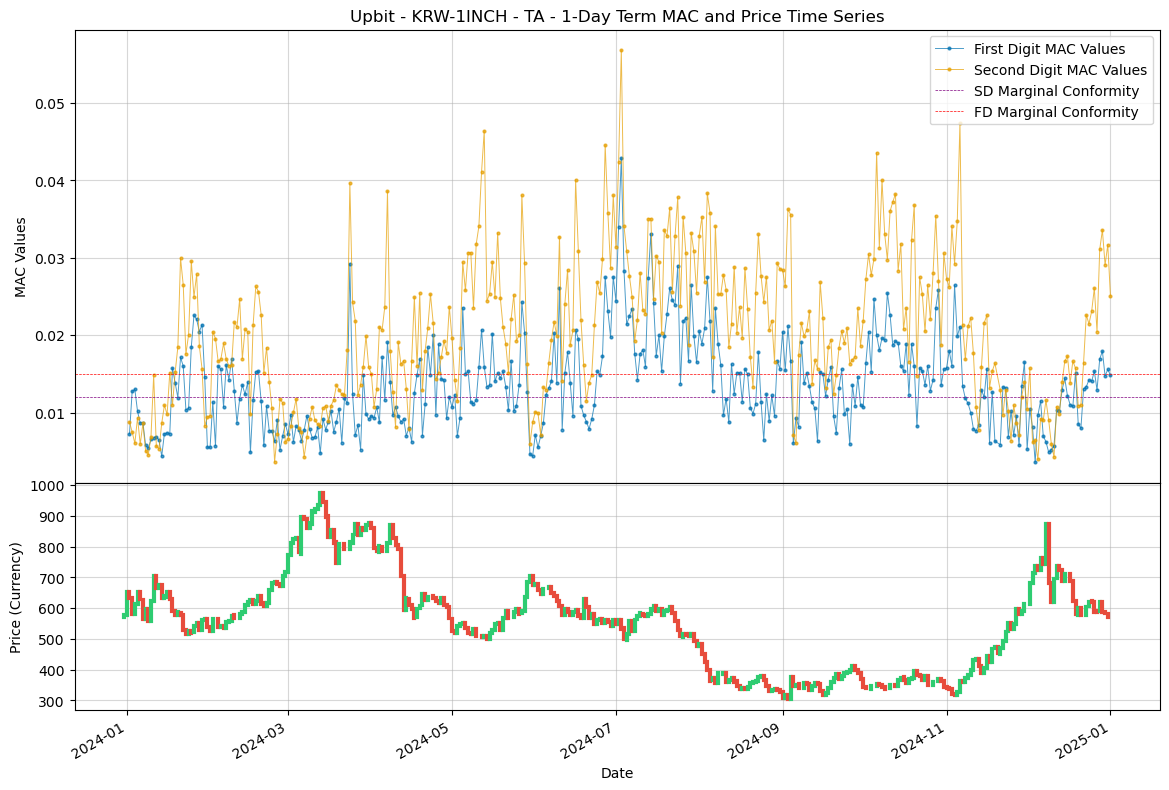 Upbit - KRW-1INCH - TA - 1-Day Term MAC and Price Time Series
First Digit MAC Values
Second Digit MAC Values
SD Marginal Conformity
FD Marginal Conformity
MAC Values
0.05
0.04
0.03
0.02
0.01
Price (Currency)
1000
900
800
700
600
500
400
300
2024-01
2024-03
2024-05
2024-07
2024-09
2024-11
2025-01
Date